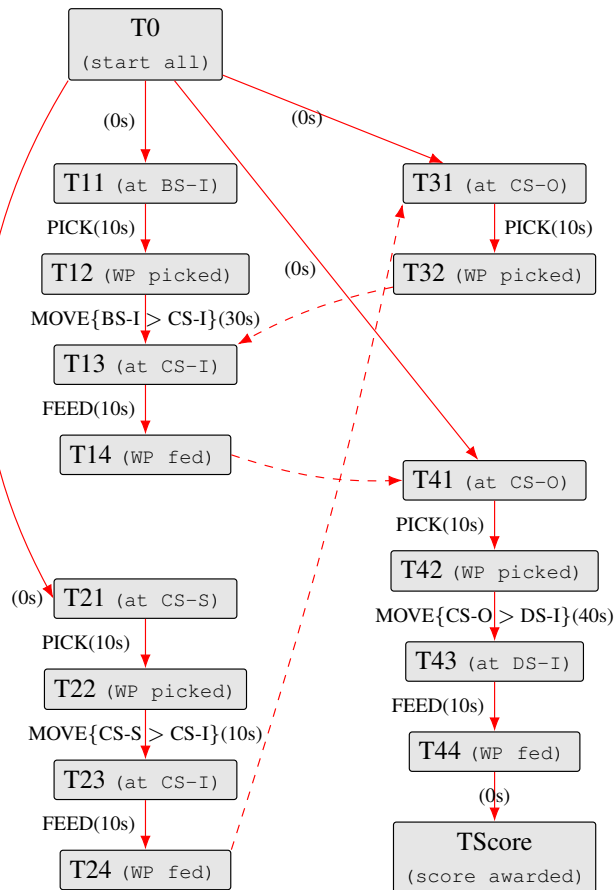 T0
(start all)
(0s)
(0s)
T11 (at BS-I)
T31 (at CS-O)
PICK(10s)
PICK(10s)
T12 (WP picked)
(0s)
T32 (WP picked)
MOVE{BS-I > CS-I}(30s)
T13 (at CS-I)
FEED(10s)
T14 (WP fed)
T41 (at CS-O)
PICK(10s)
T42 (WP picked)
(0s)
T21 (at CS-S)
MOVE{CS-O > DS-I}(40s)
PICK(10s)
T43 (at DS-I)
T22 (WP picked)
FEED(10s)
MOVE{CS-S > CS-I}(10s)
T44 (WP fed)
T23 (at CS-I)
(0s)
FEED(10s)
TScore
T24 (WP fed)
(score awarded)